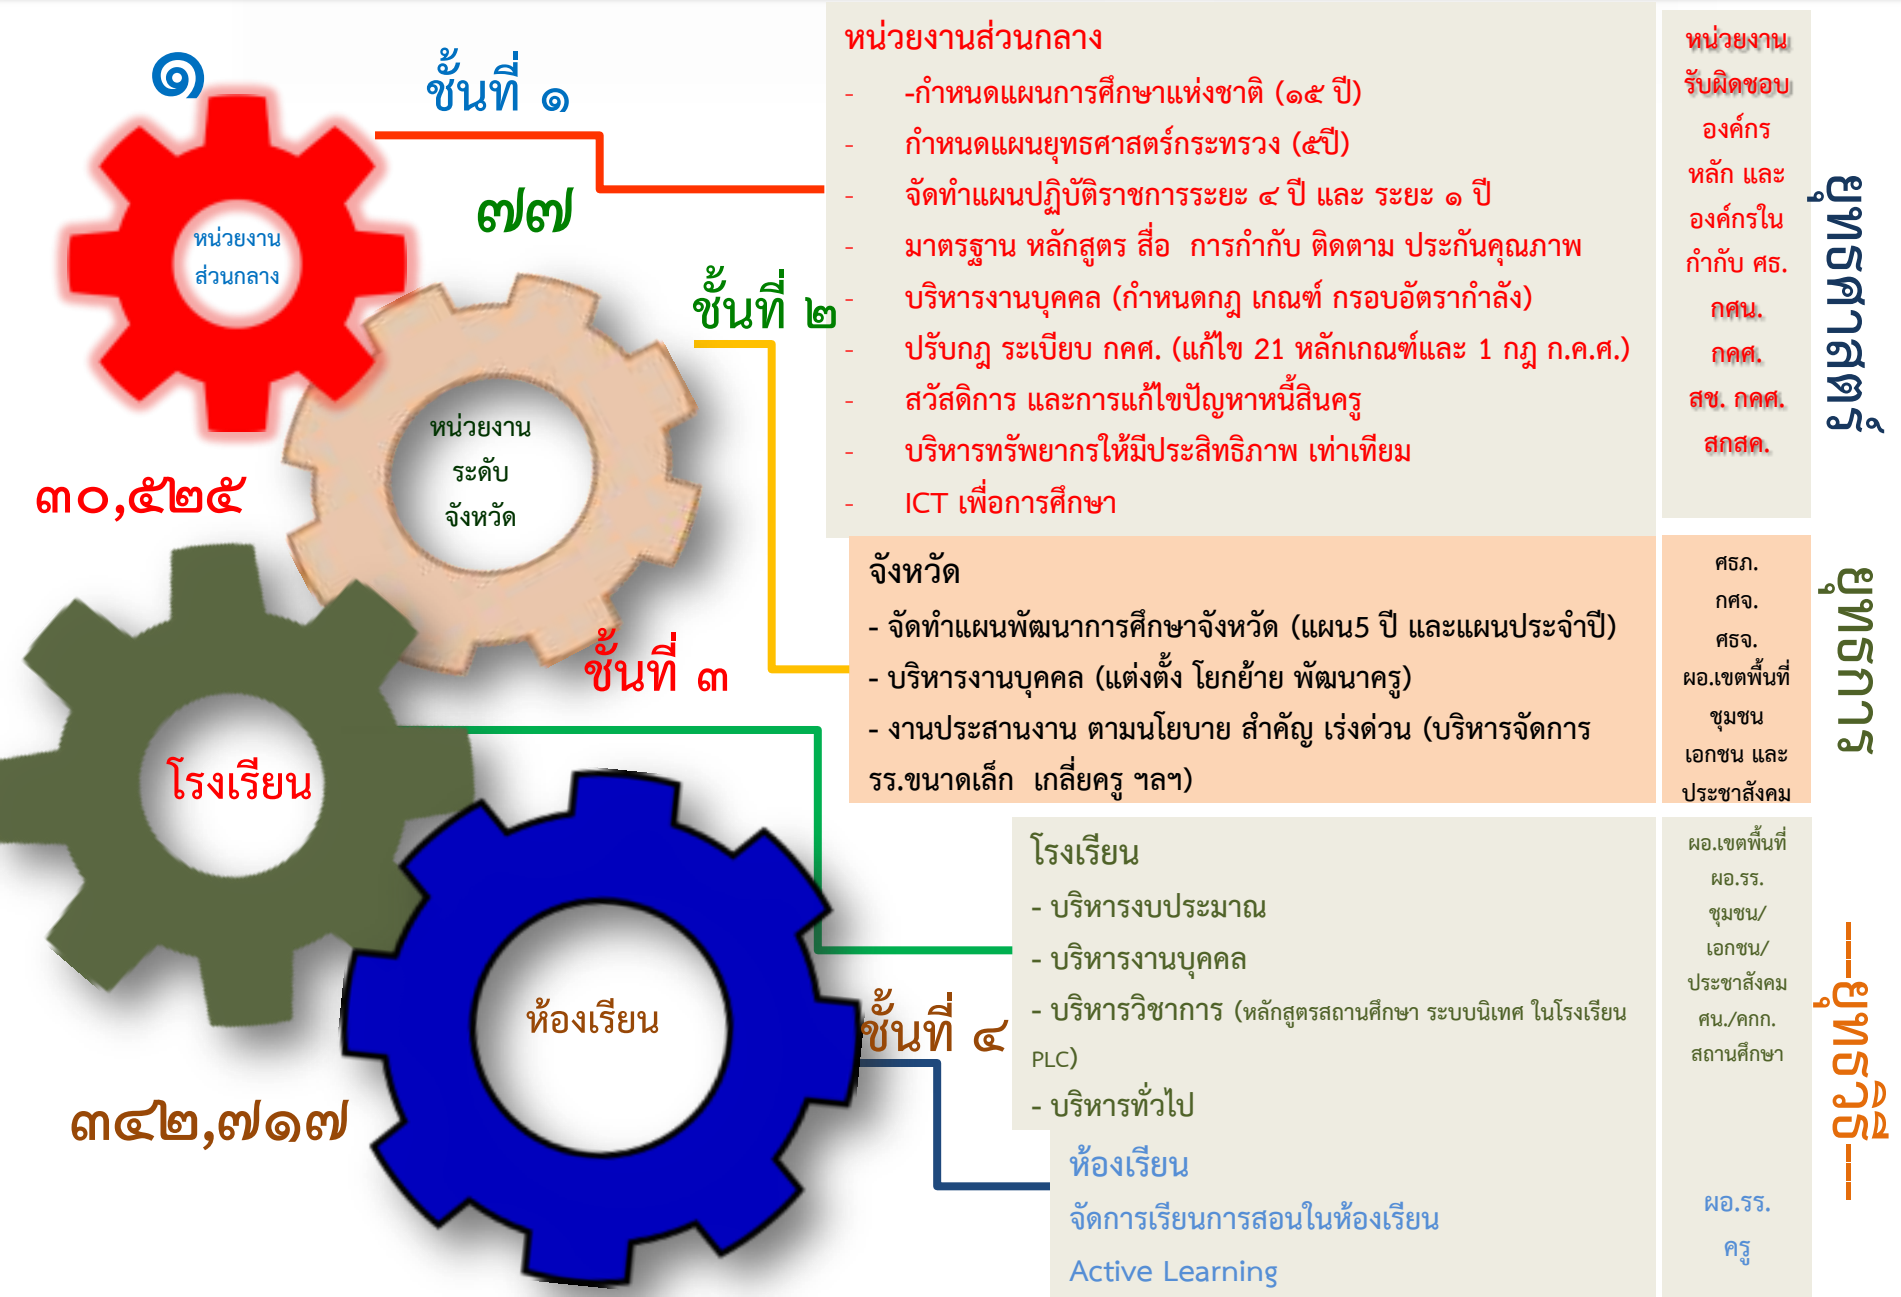 ๑
ชั้นที่ ๑
หน่วยงาน
ส่วนกลาง
๗๗
ชั้นที่ ๒
หน่วยงาน
ระดับ
จังหวัด
๓๐,๕๒๕
ชั้นที่ ๓
โรงเรียน
ห้องเรียน
ชั้นที่ ๔
๓๔๒,๗๑๗
หน่วยงานส่วนกลาง
- -กำหนดแผนการศึกษาแห่งชาติ (๑๕ ปี)
- กำหนดแผนยุทธศาสตร์กระทรวง (๕ปี)
- จัดทำแผนปฏิบัติราชการระยะ ๔ ปี และ ระยะ ๑ ปี
- มาตรฐาน หลักสูตร สื่อ การกำกับ ติดตาม ประกันคุณภาพ
- บริหารงานบุคคล (กำหนดกฎ เกณฑ์ กรอบอัตรากำลัง)
- ปรับกฎ ระเบียบ กคศ. (แก้ไข 21 หลักเกณฑ์และ 1 กฎ ก.ค.ศ.)
- สวัสดิการ และการแก้ไขปัญหาหนี้สินครู
- บริหารทรัพยากรให้มีประสิทธิภาพ เท่าเทียม
- ICT เพื่อการศึกษา
หน่วยงาน
รับผิดชอบ
องค์กร
หลัก และ
องค์กรใน
กำกับ ศธ.
กศน.
กคศ.
สช. กคศ.
สกสค.
ยุทธศาสตร์
จังหวัด
- จัดทำแผนพัฒนาการศึกษาจังหวัด (แผน5 ปี และแผนประจำปี)
- บริหารงานบุคคล (แต่งตั้ง โยกย้าย พัฒนาครู)
- งานประสานงาน ตามนโยบาย สำคัญ เร่งด่วน (บริหารจัดการ
รร.ขนาดเล็ก เกลี่ยครู ฯลฯ)
ศธภ.
กศจ.
ศธจ.
ผอ.เขตพื้นที่
ชุมชน
เอกชน และ
ประชาสังคม
ยุทธการ
โรงเรียน
- บริหารงบประมาณ
- บริหารงานบุคคล
- บริหารวิชาการ (หลักสูตรสถานศึกษา ระบบนิเทศ ในโรงเรียน
PLC)
- บริหารทั่วไป
ผอ.เขตพื้นที่
ผอ.รร.
ชุมชน/
เอกชน/
ประชาสังคม
ศน./คกก.
สถานศึกษา
ห้องเรียน
จัดการเรียนการสอนในห้องเรียน
Active Learning
ผอ.รร.
ครู
---ยุทธวิธี---